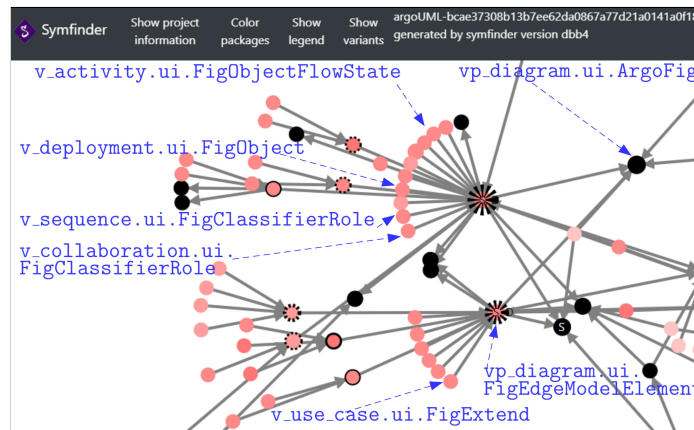 Symfinder
Show project information
Color packages
Show legend
Show variants
argoUML-bcae37308b13b7ee62da0867a77d21a0141a0f18
generated by symfinder version dbb4
v_activity.ui.FigObjectFlowState
vp_diagram.ui.ArgoFig
v_deployment.ui.FigObject
v_sequence.ui.FigClassifierRole
v_collaboration.ui.
FigClassifierRole
S
vp_diagram.ui.
FigEdgeModelElement
v_use_case.ui.FigExtend